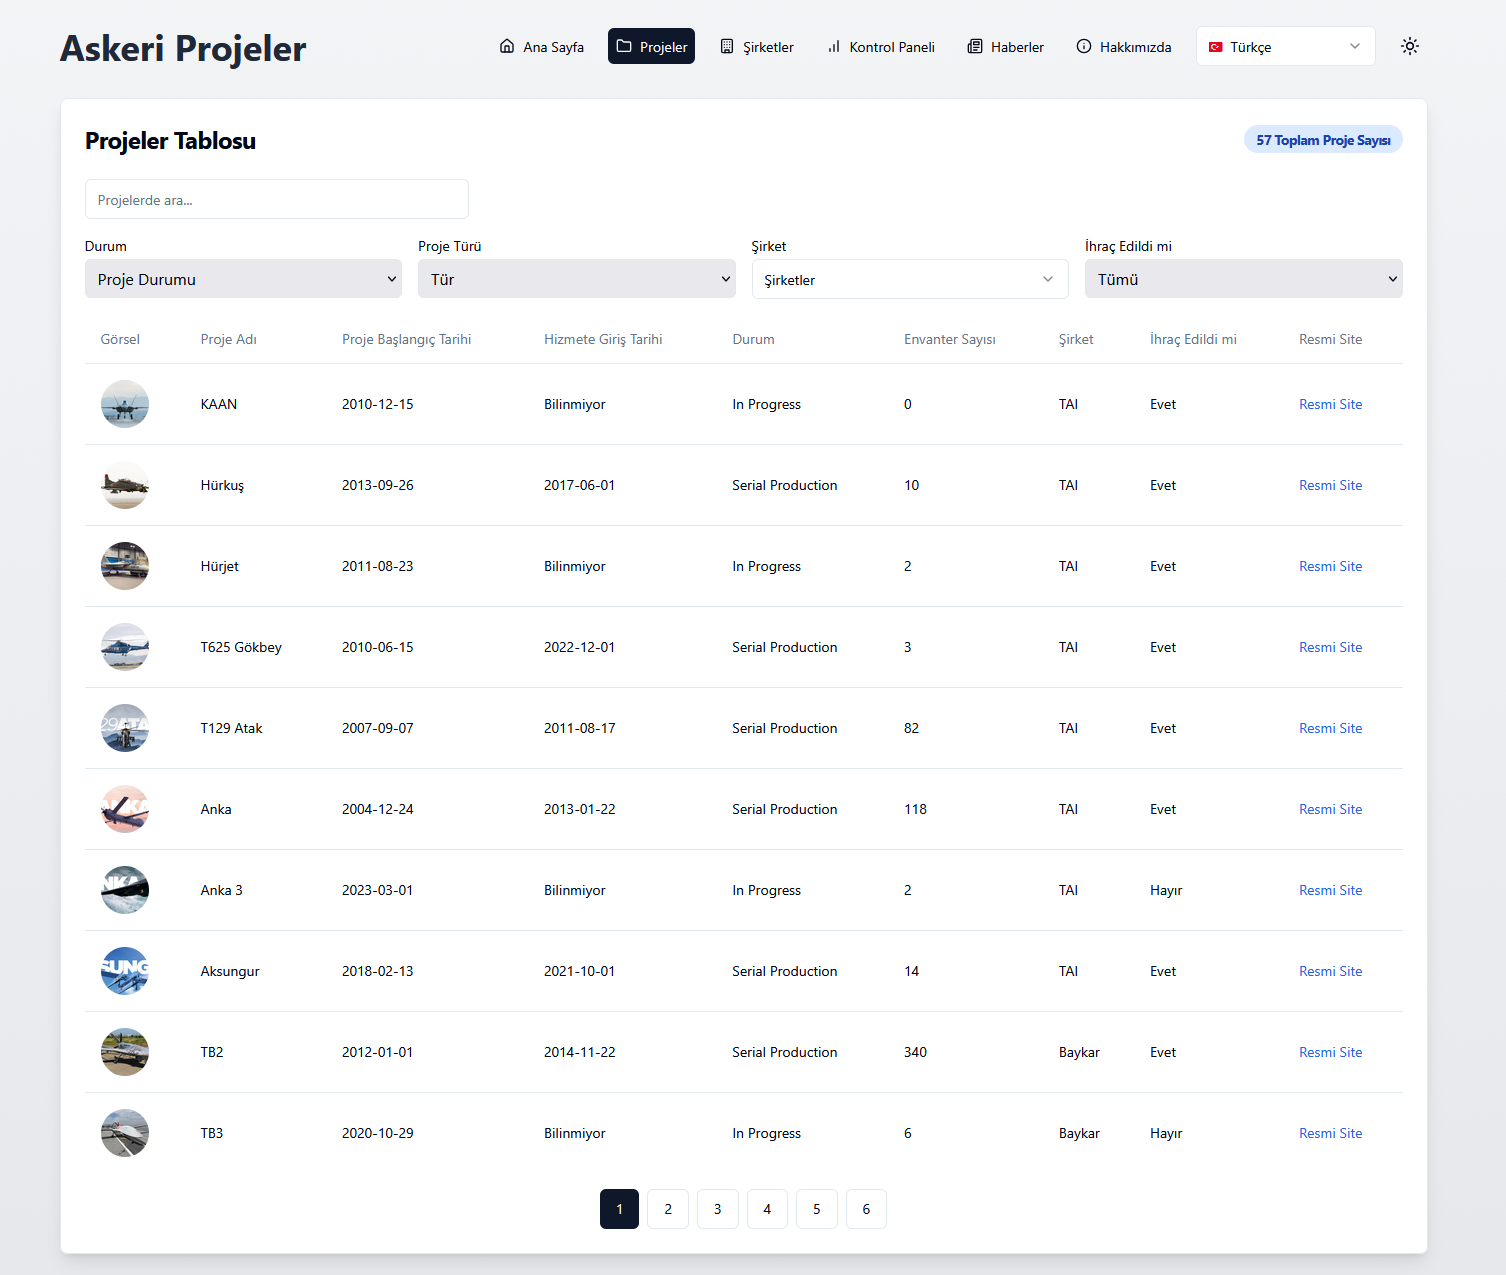 Askeri Projeler
Ana Sayfa Projeler Şirketler Kontrol Paneli Haberler Hakkımızda Türkçe
Projeler Tablosu 57 Toplam Proje Sayısı
Projelerde ara...
Durum Proje Türü Şirket İhraç Edildi mi
Proje Durumu Tür Şirketler Tümü
Görsel Proje Adı Proje Başlangıç Tarihi Hizmete Giriş Tarihi Durum Envanter Sayısı Şirket İhraç Edildi mi Resmi Site
KAAN 2010-12-15 Bilinmiyor In Progress 0 TAI Evet Resmi Site
Hürkuş 2013-09-26 2017-06-01 Serial Production 10 TAI Evet Resmi Site
Hürjet 2011-08-23 Bilinmiyor In Progress 2 TAI Evet Resmi Site
T625 Gökbey 2010-06-15 2022-12-01 Serial Production 3 TAI Evet Resmi Site
29ATA T129 Atak 2007-09-07 2011-08-17 Serial Production 82 TAI Evet Resmi Site
Anka 2004-12-24 2013-01-22 Serial Production 118 TAI Evet Resmi Site
Anka 3 2023-03-01 Bilinmiyor In Progress 2 TAI Hayır Resmi Site
SUNG Aksungur 2018-02-13 2021-10-01 Serial Production 14 TAI Evet Resmi Site
TB2 2012-01-01 2014-11-22 Serial Production 340 Baykar Evet Resmi Site
TB3 2020-10-29 Bilinmiyor In Progress 6 Baykar Hayır Resmi Site
1 2 3 4 5 6